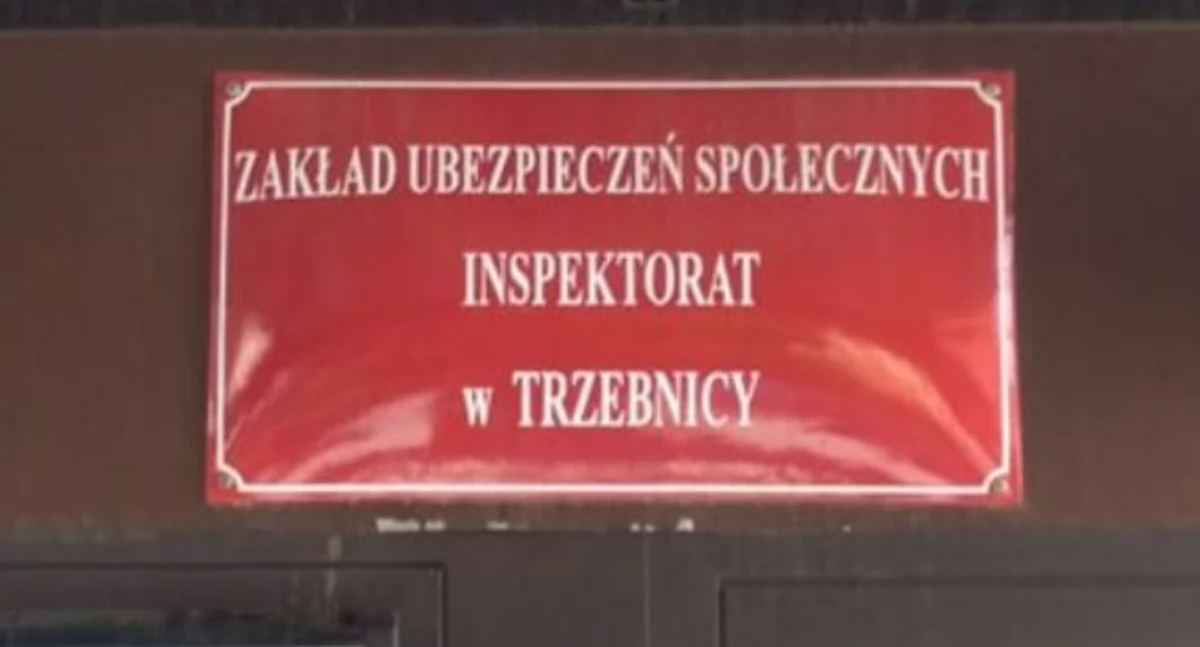 ZAKŁAD UBEZPIECZEŃ SPOŁECZNYCH
INSPEKTORAT
w TRZEBNICY